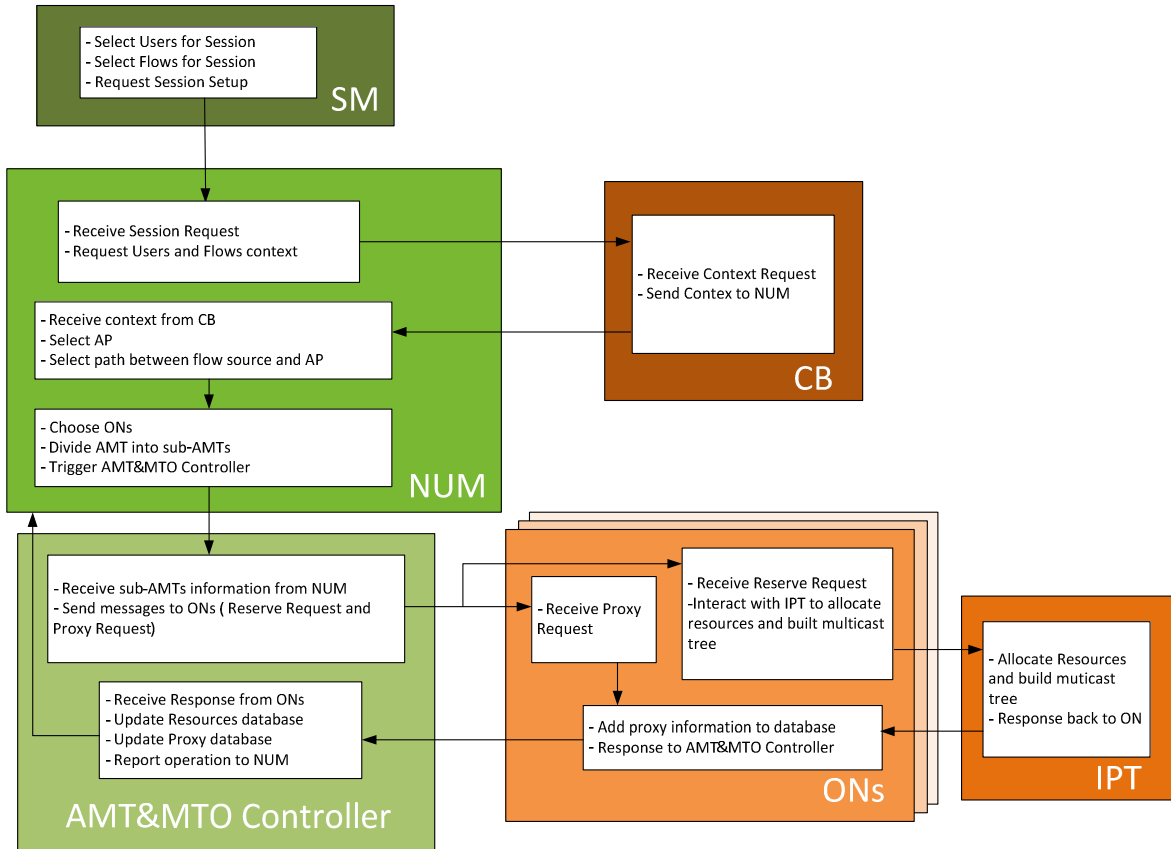 - Select Users for Session
- Select Flows for Session
- Request Session Setup
SM
- Receive Session Request
- Request Users and Flows context
- Receive Context Request
- Send Contex to NUM
CB
- Receive context from CB
- Select AP
- Select path between flow source and AP
- Choose ONs
- Divide AMT into sub-AMTs
- Trigger AMT&MTO Controller
NUM
- Receive sub-AMTs information from NUM
- Send messages to ONs ( Reserve Request and
Proxy Request)
- Receive Proxy
Request
- Receive Reserve Request
-Interact with IPT to allocate
resources and built multicast
tree
- Allocate Resources
and build muticast
tree
- Response back to ON
IPT
- Add proxy information to database
- Response to AMT&MTO Controller
ONs
- Receive Response from ONs
- Update Resources database
- Update Proxy database
- Report operation to NUM
AMT&MTO Controller